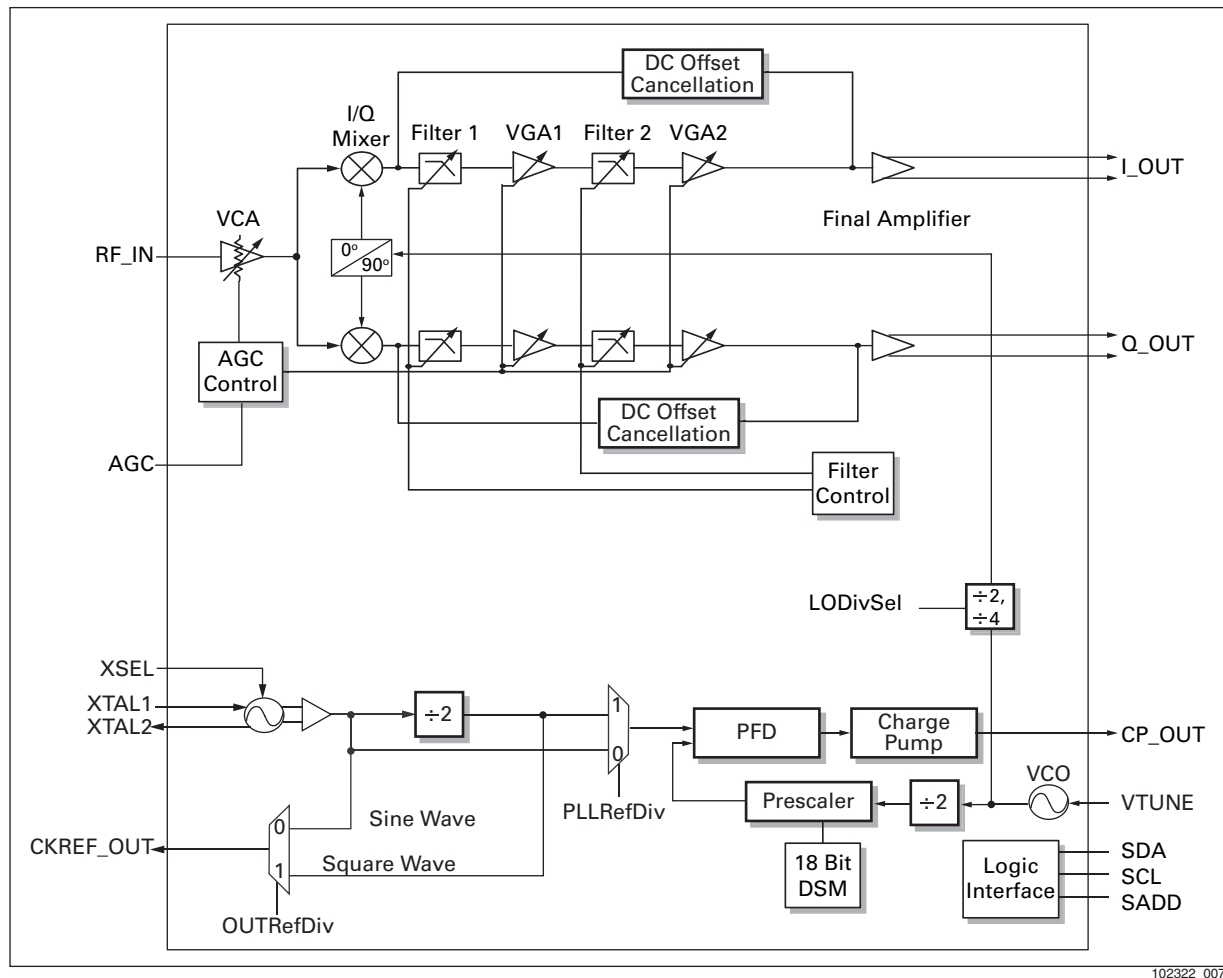 DC Offset
Cancellation
I/Q
Mixer
Filter 1
VGA1
Filter 2
VGA2
I_OUT
VCA
Final Amplifier
RF_IN
0°
90°
AGC
Control
Q_OUT
DC Offset
Cancellation
AGC
Filter
Control
LODivSel
÷2,
÷4
XSEL
XTAL1
XTAL2
÷2
1
0
PFD
Charge
Pump
CP_OUT
PLLRefDiv
Prescaler
÷2
VCO
VTUNE
CKREF_OUT
0
1
Sine Wave
Square Wave
OUTRefDiv
18 Bit
DSM
Logic
Interface
SDA
SCL
SADD
102322_007